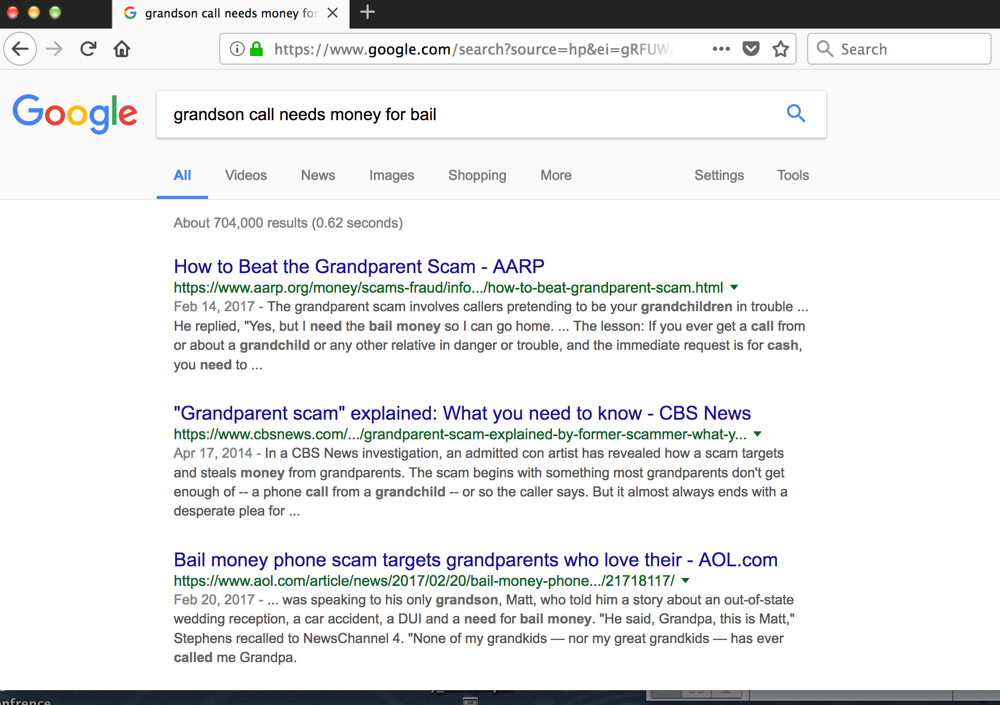 grandson call needs money for
https://www.google.com/search?source=hp&ei=gRFUWp
Search
Google
grandson call needs money for bail
All Videos News Images Shopping More Settings Tools
About 704,000 results (0.62 seconds)
How to Beat the Grandparent Scam - AARP
https://www.aarp.org/money/scams-fraud/info.../how-to-beat-grandparent-scam.html
Feb 14, 2017 - The grandparent scam involves callers pretending to be your grandchildren in trouble ...
He replied, "Yes, but I need the bail money so I can go home. ... The lesson: If you ever get a call from
or about a grandchild or any other relative in danger or trouble, and the immediate request is for cash,
you need to ...
"Grandparent scam" explained: What you need to know - CBS News
https://www.cbsnews.com/.../grandparent-scam-explained-by-former-scammer-what-y...
Apr 17, 2014 - In a CBS News investigation, an admitted con artist has revealed how a scam targets
and steals money from grandparents. The scam begins with something most grandparents don't get
enough of -- a phone call from a grandchild -- or so the caller says. But it almost always ends with a
desperate plea for ...
Bail money phone scam targets grandparents who love their - AOL.com
https://www.aol.com/article/news/2017/02/20/bail-money-phone.../21718117/
Feb 20, 2017 - ... was speaking to his only grandson, Matt, who told him a story about an out-of-state
wedding reception, a car accident, a DUI and a need for bail money. "He said, Grandpa, this is Matt,"
Stephens recalled to NewsChannel 4. "None of my grandkids — nor my great grandkids — has ever
called me Grandpa.